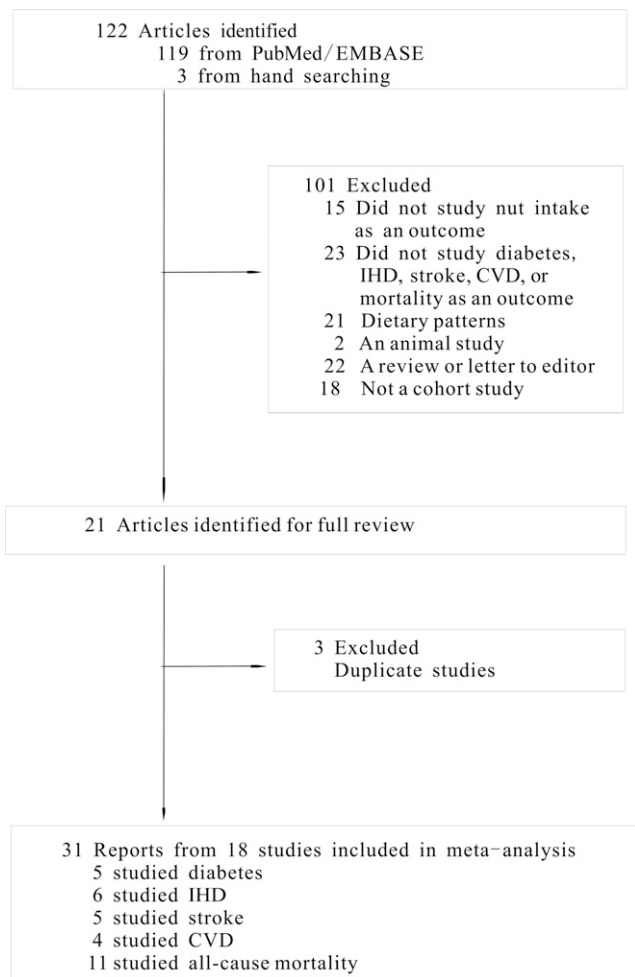 122 Articles identified
119 from PubMed/EMBASE
3 from hand searching
101 Excluded
15 Did not study nut intake
as an outcome
23 Did not study diabetes,
IHD, stroke, CVD, or
mortality as an outcome
21 Dietary patterns
2 An animal study
22 A review or letter to editor
18 Not a cohort study
21 Articles identified for full review
3 Excluded
Duplicate studies
31 Reports from 18 studies included in meta-analysis
5 studied diabetes
6 studied IHD
5 studied stroke
4 studied CVD
11 studied all-cause mortality